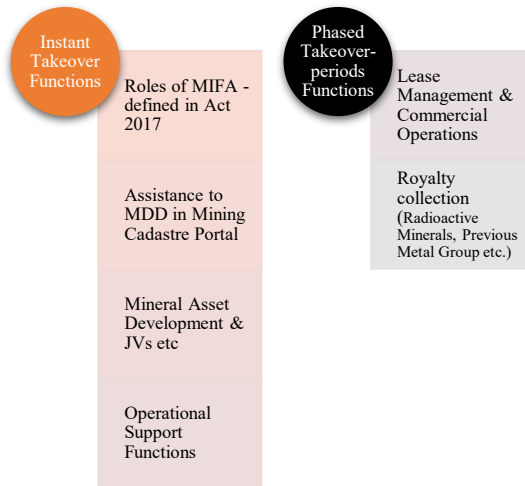 Instant
Takeover
Functions
Roles of MIFA -
defined in Act
2017
Assistance to
MDD in Mining
Cadastre Portal
Mineral Asset
Development &
JVs etc
Operational
Support
Functions
Phased
Takeover-
periods
Functions
Lease
Management &
Commercial
Operations
Royalty
collection
(Radioactive
Minerals, Previous
Metal Group etc.)